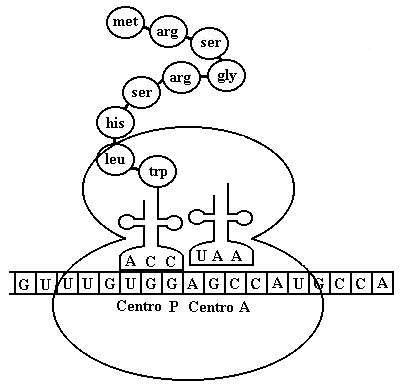 met arg ser
ser arg gly
his
leu trp
A C C U A A
G U U U G U G G A G C C A U G C C A
Centro P Centro A